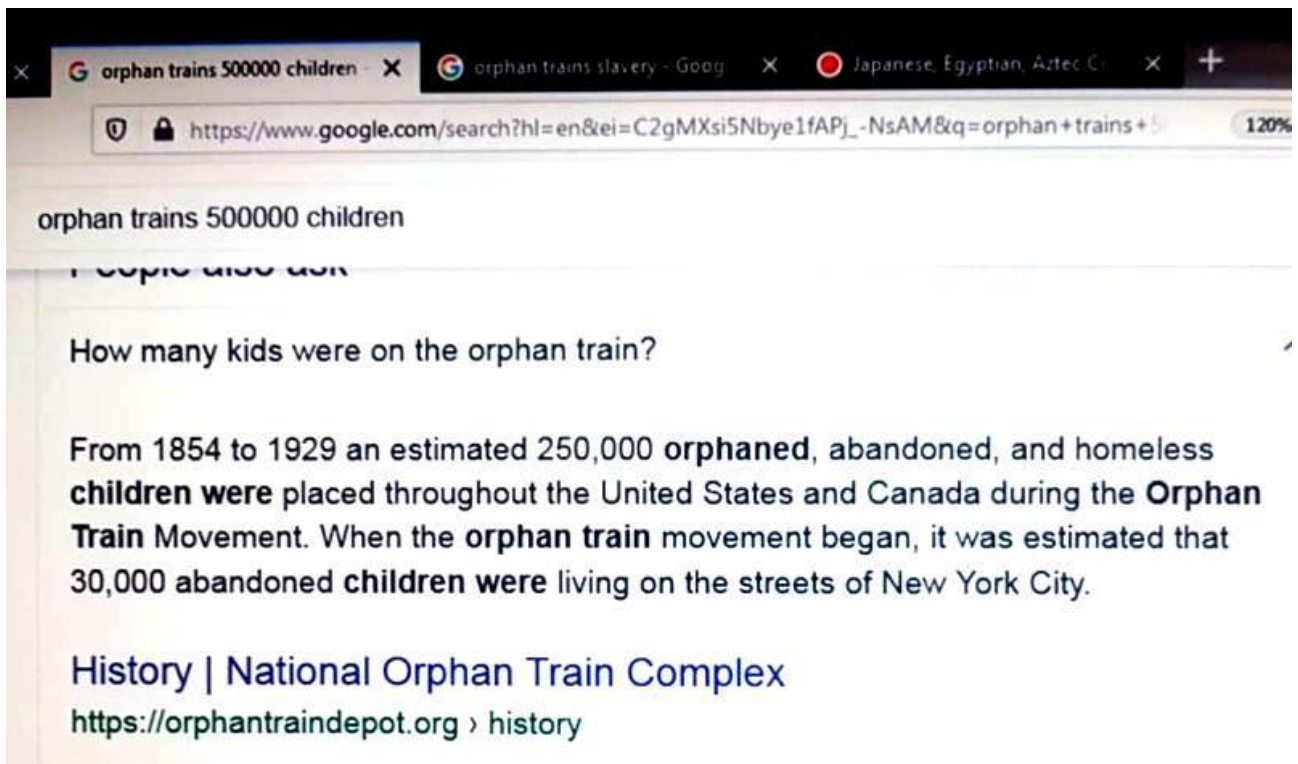 orphan trains 500000 children
orphan trains slavery - Goog
Japanese, Egyptian, Aztec
https://www.google.com/search?hl=en&ei=C2gMXsi5Nbye1fAPj_-NsAM&q=orphan+trains+5
120%
orphan trains 500000 children
People also ask
How many kids were on the orphan train?
From 1854 to 1929 an estimated 250,000 orphaned, abandoned, and homeless
children were placed throughout the United States and Canada during the Orphan
Train Movement. When the orphan train movement began, it was estimated that
30,000 abandoned children were living on the streets of New York City.
History | National Orphan Train Complex
https://orphantraindepot.org › history